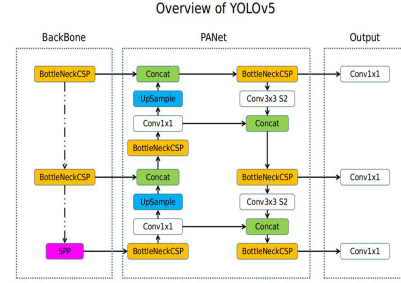 Overview of YOLOv5
BackBone
PANet
Output
BottleNeckCSP
Concat
BottleNeckCSP
Conv1x1
UpSample
Conv3x3 S2
Conv1x1
Concat
BottleNeckCSP
BottleNeckCSP
Concat
BottleNeckCSP
Conv1x1
UpSample
Conv3x3 S2
Conv1x1
Concat
SPP
BottleNeckCSP
BottleNeckCSP
Conv1x1